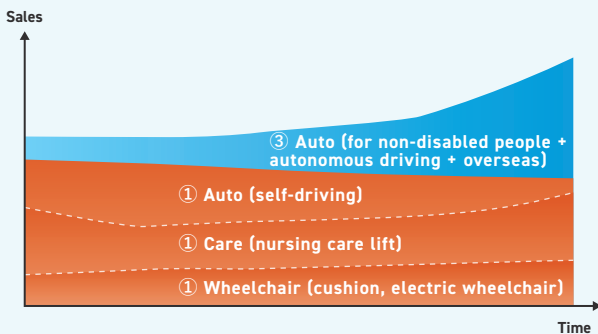 Sales
③ Auto (for non-disabled people +
autonomous driving + overseas)
① Auto (self-driving)
① Care (nursing care lift)
① Wheelchair (cushion, electric wheelchair)
Time